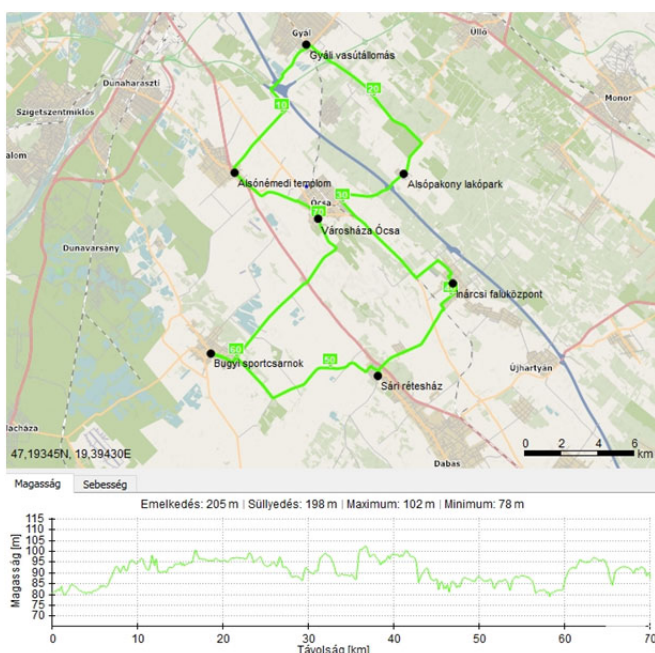 Gyál
Gyáli vasútállomás
Üllő
Dunaharaszti
20
Szigetszentmiklós
Monor
10
alom
Alsónémedi templom
Alsópakony lakópark
30
Ócsa
Városháza Ócsa
Dunavarsány
Inárcsi faluközpont
60
50
Bugyi sportcsarnok
Újhartyán
Sári rétesház
0 2 4 6
km
47,19345N, 19,39430E
Dabas
Magasság Sebesség
Emelkedés: 205 m | Süllyedés: 198 m | Maximum: 102 m | Minimum: 78 m
Magasság [m]
115
110
105
100
95
90
85
80
75
70
0 10 20 30 40 50 60 70
Távolság [km]